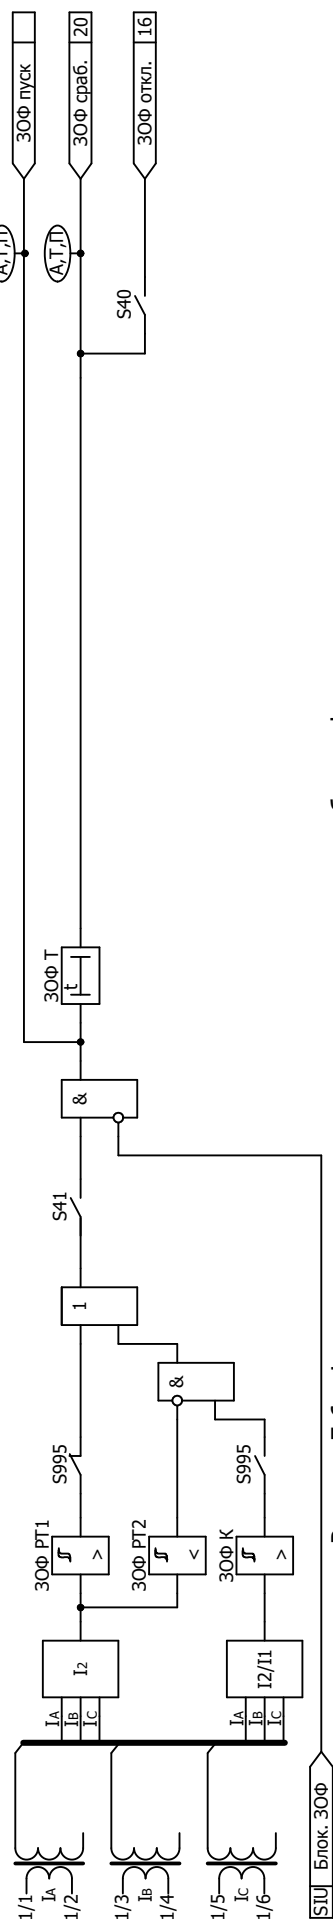 ЗОФ пуск
ЗОФ сраб. 20
ЗОФ откл. 16
А,Т,П
А,Т,П
S40
ЗОФ Т
t
&
S41
1
&
S995
S995
ЗОФ РТ1
>
ЗОФ РТ2
<
ЗОФ К
>
I2
I2/I1
IA
IB
IC
IA
IB
IC
1/1
IA
1/2
1/3
IB
1/4
1/5
IC
1/6
SIU Блок. ЗОФ